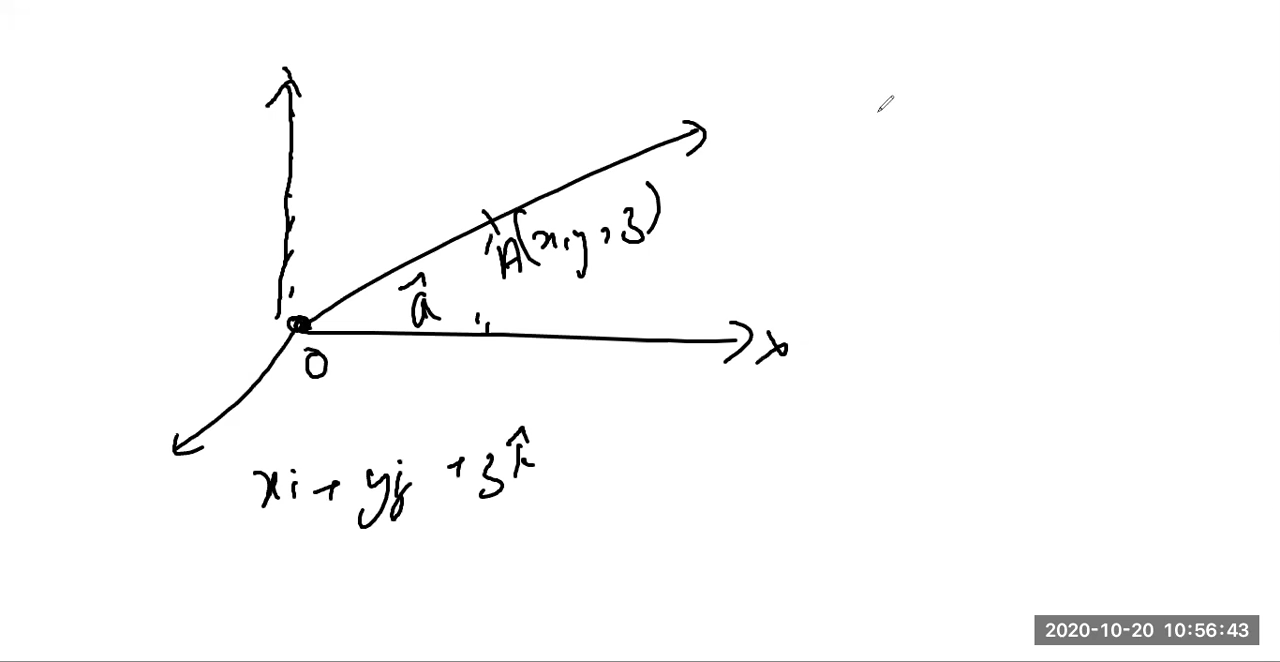 A(x, y, z)
â
x
O
xi + yj + zk̂
2020-10-20 10:56:43